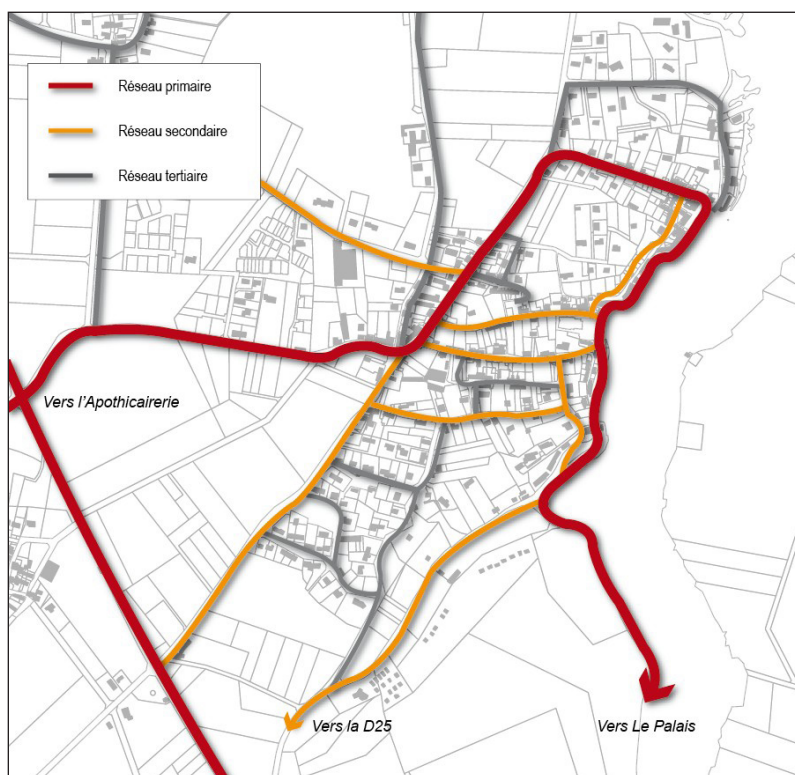 Réseau primaire
Réseau secondaire
Réseau tertiaire
Vers l'Apothicairerie
Vers la D25
Vers Le Palais